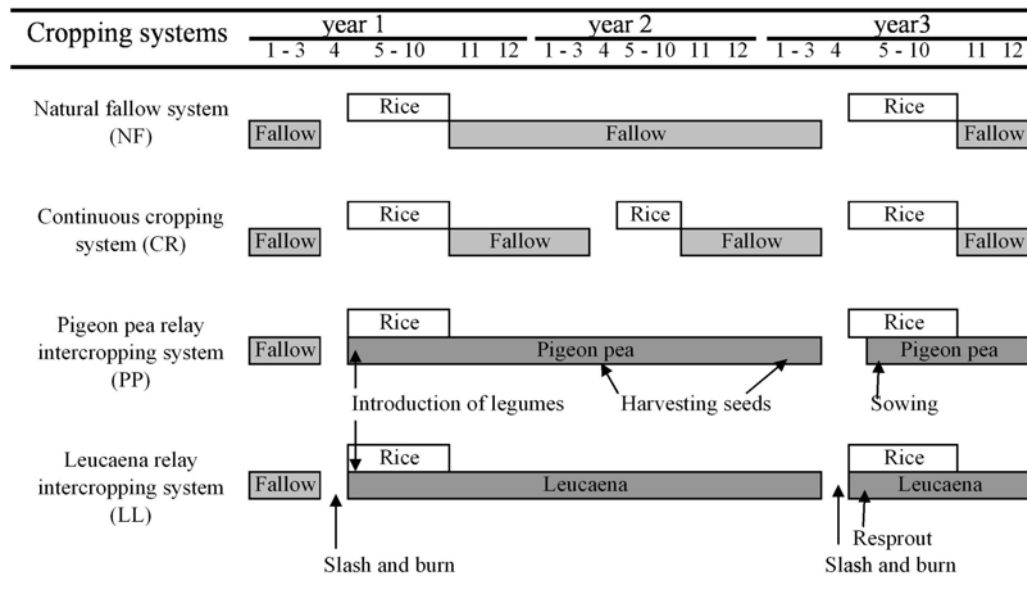 Cropping systems year 1 year 2 year3
1 - 3 4 5 - 10 11 12 1 - 3 4 5 - 10 11 12 1 - 3 4 5 - 10 11 12
Natural fallow system
(NF)
Rice Rice
Fallow Fallow Fallow
Continuous cropping
system (CR)
Rice Rice Rice
Fallow Fallow Fallow Fallow
Pigeon pea relay
intercropping system
(PP)
Rice Rice
Fallow Pigeon pea Pigeon pea
Introduction of legumes Harvesting seeds Sowing
Leucaena relay
intercropping system
(LL)
Rice Rice
Fallow Leucaena Leucaena
Resprout
Slash and burn Slash and burn